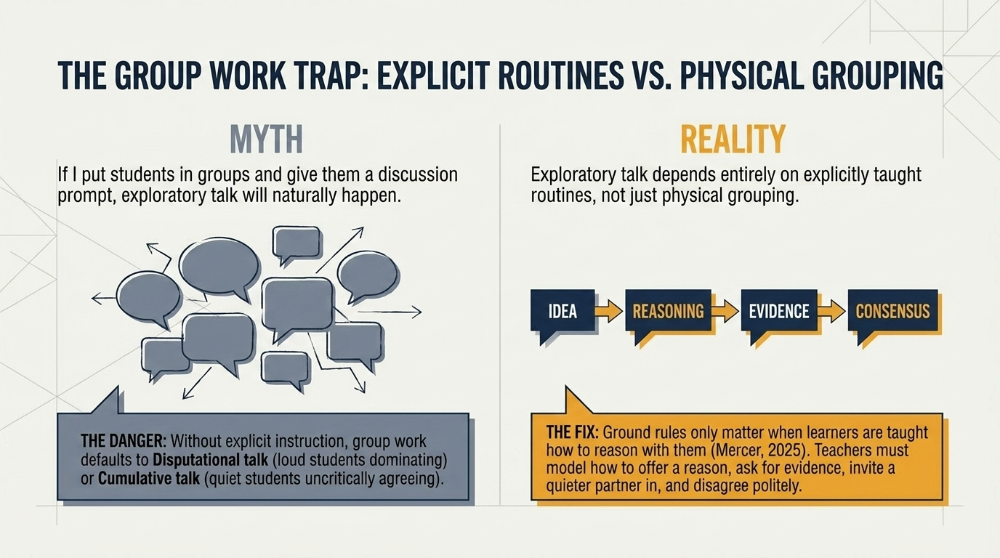 THE GROUP WORK TRAP: EXPLICIT ROUTINES VS. PHYSICAL GROUPING
MYTH
If I put students in groups and give them a discussion
prompt, exploratory talk will naturally happen.
THE DANGER: Without explicit instruction, group work
defaults to Disputational talk (loud students dominating)
or Cumulative talk (quiet students uncritically agreeing).
REALITY
Exploratory talk depends entirely on explicitly taught
routines, not just physical grouping.
IDEA
REASONING
EVIDENCE
CONSENSUS
THE FIX: Ground rules only matter when learners are taught
how to reason with them (Mercer, 2025). Teachers must
model how to offer a reason, ask for evidence, invite a
quieter partner in, and disagree politely.